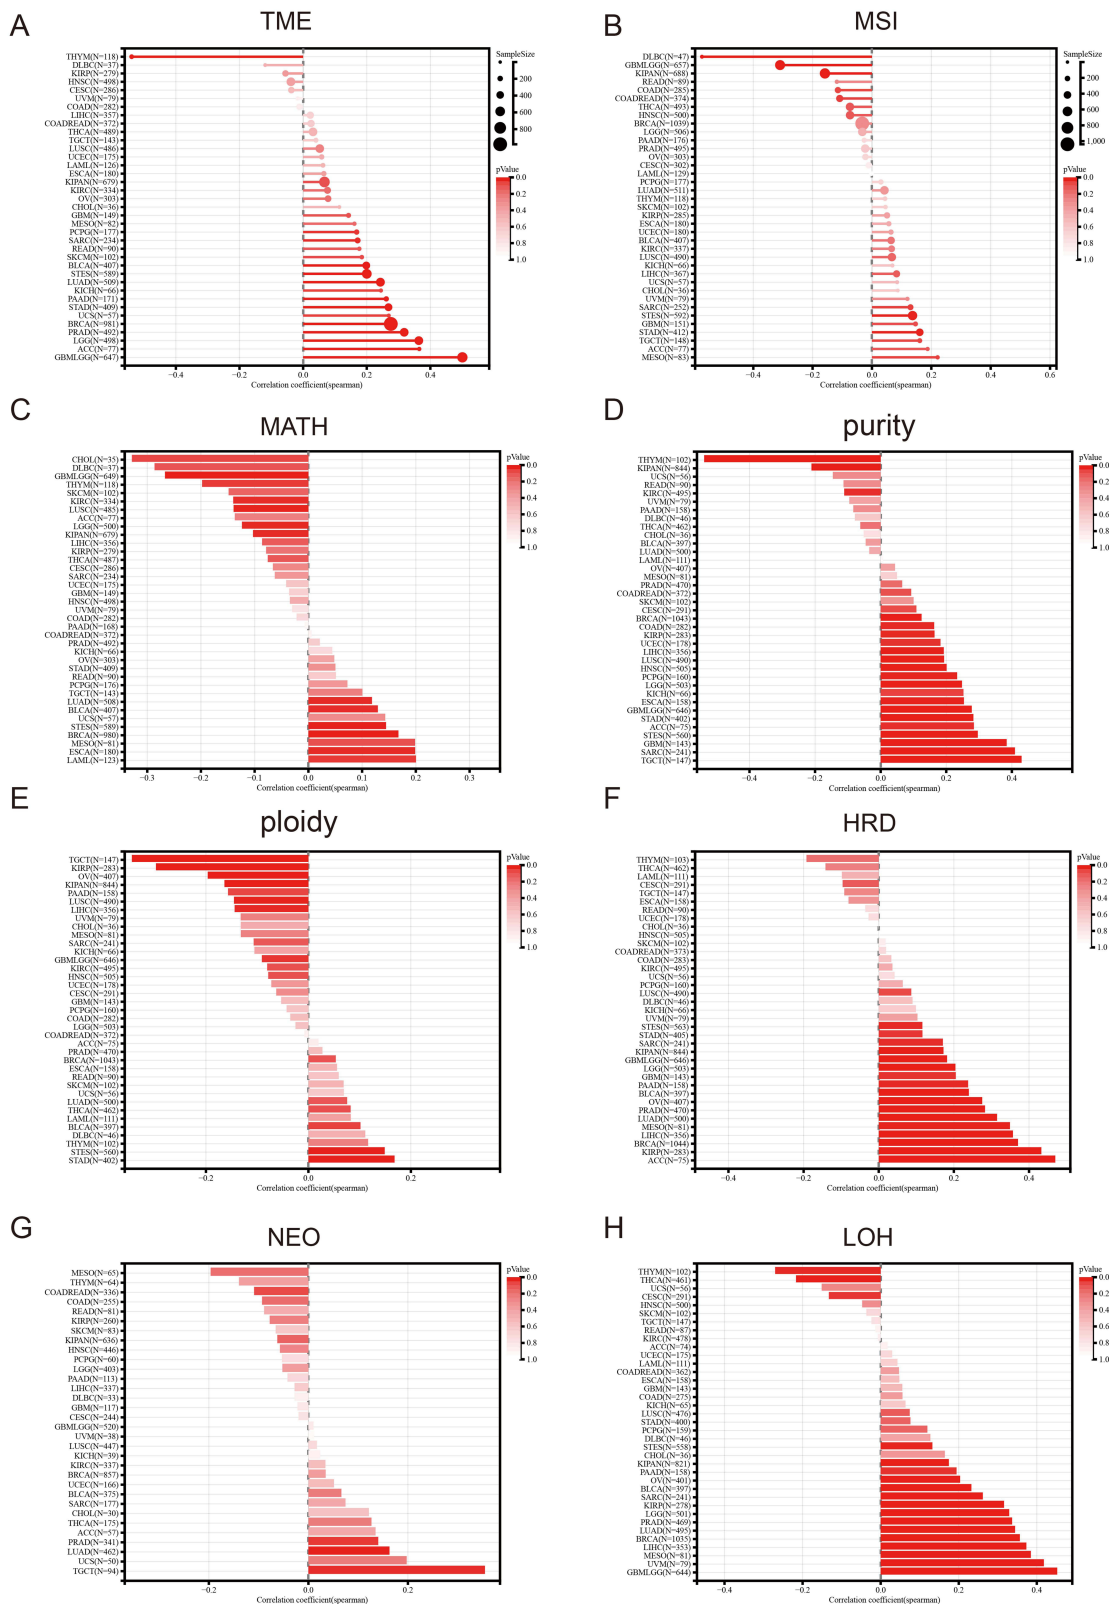 A
TME
THYM(N=118)
DLBC(N=37)
KIRP(N=279)
HNSC(N=498)
CESC(N=286)
UVM(N=79)
COAD(N=282)
LIHC(N=357)
COADREAD(N=372)
THCA(N=489)
TGCT(N=143)
LUSC(N=486)
UCEC(N=175)
LAML(N=126)
ESCA(N=180)
KIPAN(N=679)
KIRC(N=334)
OV(N=303)
CHOL(N=36)
GBM(N=149)
MESO(N=82)
PCPG(N=177)
SARC(N=234)
READ(N=90)
SKCM(N=102)
BLCA(N=407)
STES(N=589)
LUAD(N=509)
KICH(N=66)
PAAD(N=171)
STAD(N=409)
UCS(N=57)
BRCA(N=981)
PRAD(N=492)
LGG(N=498)
ACC(N=77)
GBMLGG(N=647)
−0.4 −0.2 0.0 0.2 0.4
Correlation coefficient(spearman)
SampleSize
200
400
600
800
pValue
0.0
0.2
0.4
0.6
0.8
1.0
B
MSI
DLBC(N=47)
GBMLGG(N=657)
KIPAN(N=688)
READ(N=89)
COAD(N=285)
COADREAD(N=374)
THCA(N=493)
HNSC(N=500)
BRCA(N=1039)
LGG(N=506)
PAAD(N=176)
PRAD(N=495)
OV(N=303)
CESC(N=302)
LAML(N=129)
PCPG(N=177)
LUAD(N=511)
THYM(N=118)
SKCM(N=102)
KIRP(N=285)
ESCA(N=180)
UCEC(N=180)
BLCA(N=407)
KIRC(N=337)
LUSC(N=490)
KICH(N=66)
LIHC(N=367)
UCS(N=57)
CHOL(N=36)
UVM(N=79)
SARC(N=252)
STES(N=592)
GBM(N=151)
STAD(N=412)
TGCT(N=148)
ACC(N=77)
MESO(N=83)
−0.4 −0.2 0.0 0.2 0.4 0.6
Correlation coefficient(spearman)
SampleSize
200
400
600
800
1,000
pValue
0.0
0.2
0.4
0.6
0.8
1.0
C
MATH
CHOL(N=35)
DLBC(N=37)
GBMLGG(N=649)
THYM(N=118)
SKCM(N=102)
KIRC(N=334)
LUSC(N=485)
ACC(N=77)
LGG(N=500)
KIPAN(N=679)
LIHC(N=356)
KIRP(N=279)
THCA(N=487)
CESC(N=286)
SARC(N=234)
UCEC(N=175)
GBM(N=149)
HNSC(N=498)
UVM(N=79)
COAD(N=282)
PAAD(N=168)
COADREAD(N=372)
PRAD(N=492)
KICH(N=66)
OV(N=303)
STAD(N=409)
READ(N=90)
PCPG(N=176)
TGCT(N=143)
LUAD(N=508)
BLCA(N=407)
UCS(N=57)
STES(N=589)
BRCA(N=980)
MESO(N=81)
ESCA(N=180)
LAML(N=123)
−0.3 −0.2 −0.1 0.0 0.1 0.2 0.3
Correlation coefficient(spearman)
pValue
0.0
0.2
0.4
0.6
0.8
1.0
D
purity
THYM(N=102)
KIPAN(N=844)
UCS(N=56)
READ(N=90)
KIRC(N=495)
UVM(N=79)
PAAD(N=158)
DLBC(N=46)
THCA(N=462)
CHOL(N=36)
BLCA(N=397)
LUAD(N=500)
LAML(N=111)
OV(N=407)
MESO(N=81)
PRAD(N=470)
COADREAD(N=372)
SKCM(N=102)
CESC(N=291)
BRCA(N=1043)
COAD(N=282)
KIRP(N=283)
UCEC(N=178)
LIHC(N=356)
LUSC(N=490)
HNSC(N=505)
PCPG(N=160)
LGG(N=503)
KICH(N=66)
ESCA(N=158)
GBMLGG(N=646)
STAD(N=402)
ACC(N=75)
STES(N=560)
GBM(N=143)
SARC(N=241)
TGCT(N=147)
−0.4 −0.2 0.0 0.2 0.4
Correlation coefficient(spearman)
pValue
0.0
0.2
0.4
0.6
0.8
1.0
E
ploidy
TGCT(N=147)
KIRP(N=283)
OV(N=407)
KIPAN(N=844)
PAAD(N=158)
LUSC(N=490)
LIHC(N=356)
UVM(N=79)
CHOL(N=36)
MESO(N=81)
SARC(N=241)
KICH(N=66)
GBMLGG(N=646)
KIRC(N=495)
HNSC(N=505)
UCEC(N=178)
CESC(N=291)
GBM(N=143)
PCPG(N=160)
COAD(N=282)
LGG(N=503)
COADREAD(N=372)
ACC(N=75)
PRAD(N=470)
BRCA(N=1043)
ESCA(N=158)
READ(N=90)
SKCM(N=102)
UCS(N=56)
LUAD(N=500)
THCA(N=462)
LAML(N=111)
BLCA(N=397)
DLBC(N=46)
THYM(N=102)
STES(N=560)
STAD(N=402)
−0.2 0.0 0.2
Correlation coefficient(spearman)
pValue
0.0
0.2
0.4
0.6
0.8
1.0
F
HRD
THYM(N=103)
THCA(N=462)
LAML(N=111)
CESC(N=291)
TGCT(N=147)
ESCA(N=158)
READ(N=90)
UCEC(N=178)
CHOL(N=36)
HNSC(N=505)
SKCM(N=102)
COADREAD(N=373)
COAD(N=283)
KIRC(N=495)
UCS(N=56)
PCPG(N=160)
LUSC(N=490)
DLBC(N=46)
KICH(N=66)
UVM(N=79)
STES(N=563)
STAD(N=405)
SARC(N=241)
KIPAN(N=844)
GBMLGG(N=646)
LGG(N=503)
GBM(N=143)
PAAD(N=158)
BLCA(N=397)
OV(N=407)
PRAD(N=470)
LUAD(N=500)
MESO(N=81)
LIHC(N=356)
BRCA(N=1044)
KIRP(N=283)
ACC(N=75)
−0.4 −0.2 0.0 0.2 0.4
Correlation coefficient(spearman)
pValue
0.0
0.2
0.4
0.6
0.8
1.0
G
NEO
MESO(N=65)
THYM(N=64)
COADREAD(N=336)
COAD(N=255)
READ(N=81)
KIRP(N=260)
SKCM(N=83)
KIPAN(N=636)
HNSC(N=446)
PCPG(N=60)
LGG(N=403)
PAAD(N=113)
LIHC(N=337)
DLBC(N=33)
GBM(N=117)
CESC(N=244)
GBMLGG(N=520)
UVM(N=38)
LUSC(N=447)
KICH(N=39)
KIRC(N=337)
BRCA(N=857)
UCEC(N=166)
BLCA(N=375)
SARC(N=177)
CHOL(N=30)
THCA(N=175)
ACC(N=57)
PRAD(N=341)
LUAD(N=462)
UCS(N=50)
TGCT(N=94)
−0.2 0.0 0.2
Correlation coefficient(spearman)
pValue
0.0
0.2
0.4
0.6
0.8
1.0
H
LOH
THYM(N=102)
THCA(N=461)
UCS(N=56)
CESC(N=291)
HNSC(N=500)
SKCM(N=102)
TGCT(N=147)
READ(N=87)
KIRC(N=478)
ACC(N=74)
UCEC(N=175)
LAML(N=111)
COADREAD(N=362)
ESCA(N=158)
GBM(N=143)
COAD(N=275)
KICH(N=65)
LUSC(N=476)
STAD(N=400)
PCPG(N=159)
DLBC(N=46)
STES(N=558)
CHOL(N=36)
KIPAN(N=821)
PAAD(N=158)
OV(N=401)
BLCA(N=397)
SARC(N=241)
KIRP(N=278)
LGG(N=501)
PRAD(N=469)
LUAD(N=495)
BRCA(N=1035)
LIHC(N=353)
MESO(N=81)
UVM(N=79)
GBMLGG(N=644)
−0.4 −0.2 0.0 0.2 0.4
Correlation coefficient(spearman)
pValue
0.0
0.2
0.4
0.6
0.8
1.0